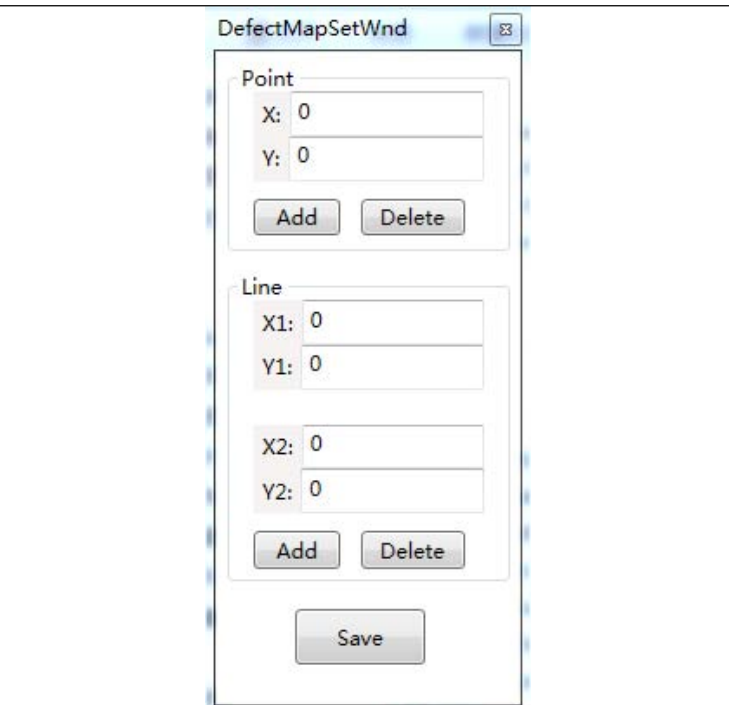 DefectMapSetWnd
Point
X: 0
Y: 0
Add Delete
Line
X1: 0
Y1: 0
X2: 0
Y2: 0
Add Delete
Save